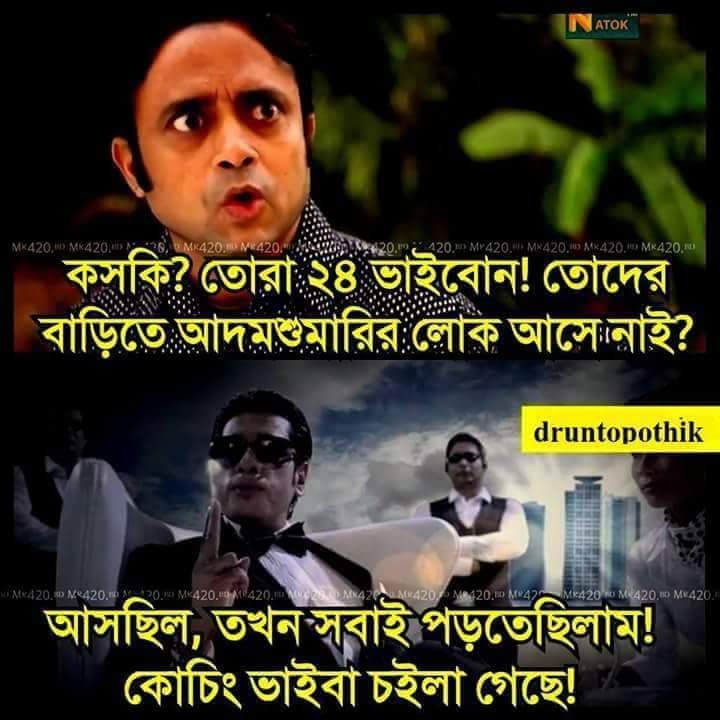 NATOK
কসকি? তোরা ২৪ ভাইবোন! তোদের
বাড়িতে আদমশুমারির লোক আসে নাই?
druntopothik
আসছিল, তখন সবাই পড়তেছিলাম!
কোচিং ভাইবা চইলা গেছে!